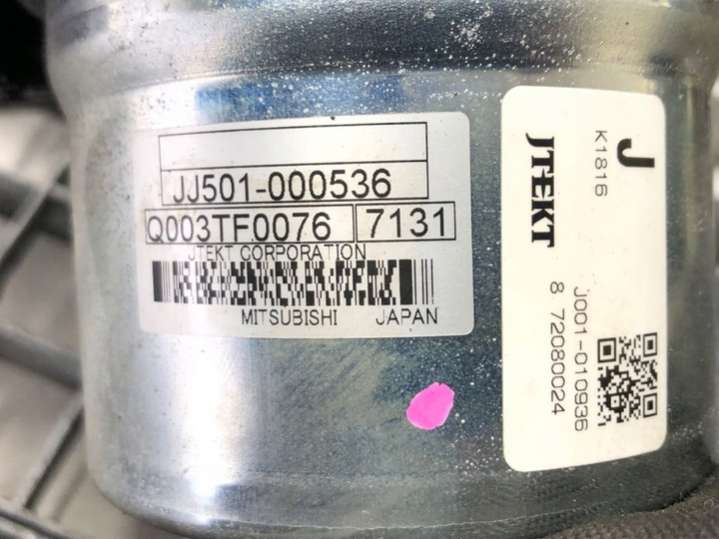 JJ501-000536
Q003TF0076 7131
JTEKT CORPORATION
MITSUBISHI JAPAN
J
K1816
JTEKT
J001-010936
8 72080024